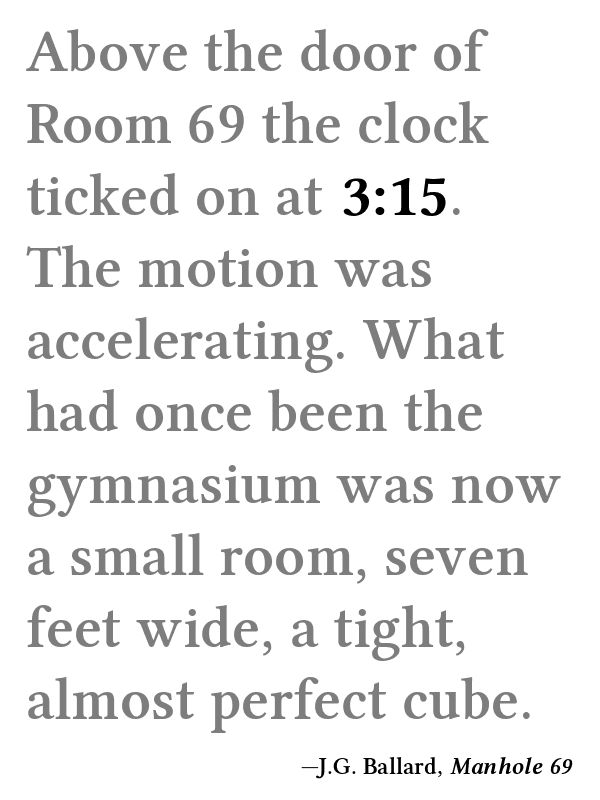 Above the door of
Room 69 the clock
ticked on at 3:15.
The motion was
accelerating. What
had once been the
gymnasium was now
a small room, seven
feet wide, a tight,
almost perfect cube.
—J.G. Ballard, Manhole 69